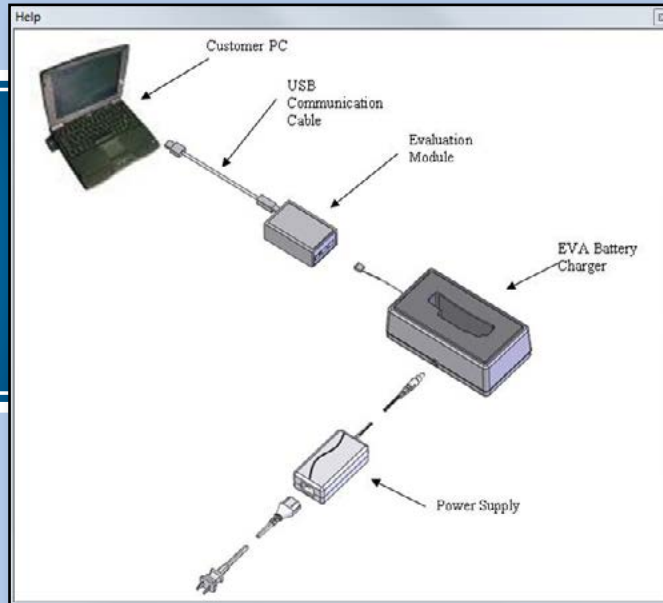 Help
Customer PC
USB
Communication
Cable
Evaluation
Module
EVA Battery
Charger
Power Supply